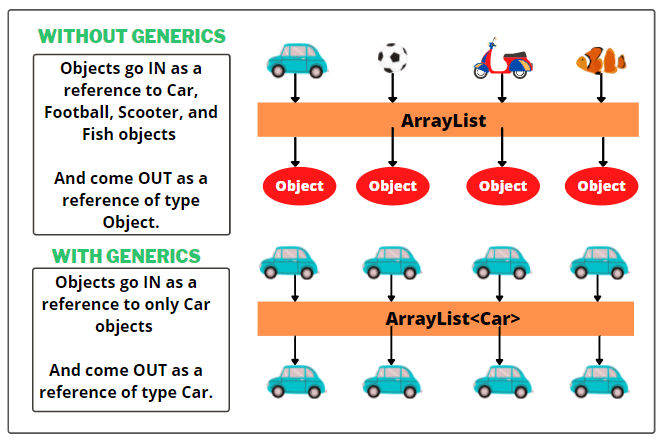 WITHOUT GENERICS
Objects go IN as a
reference to Car,
Football, Scooter, and
Fish objects
And come OUT as a
reference of type
Object.
ArrayList
Object
Object
Object
Object
WITH GENERICS
Objects go IN as a
reference to only Car
objects
And come OUT as a
reference of type Car.
ArrayList<Car>